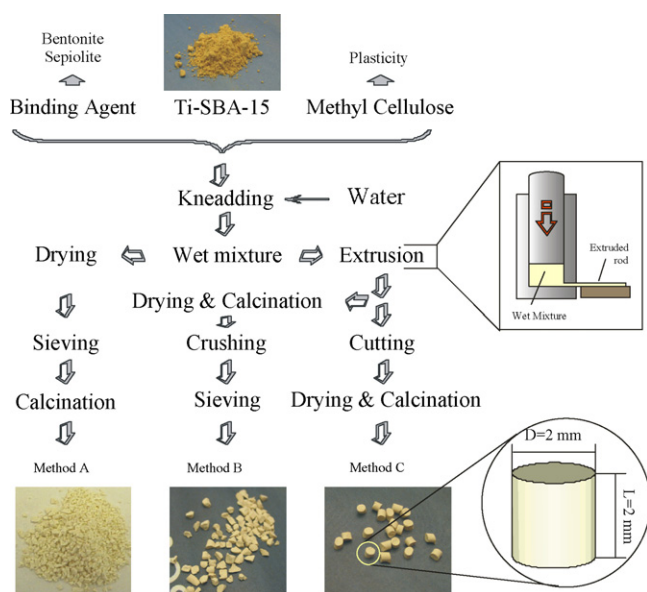 Bentonite
Sepiolite
Plasticity
Binding Agent
Ti-SBA-15
Methyl Cellulose
Kneadding
Water
Drying
Wet mixture
Extrusion
Extruded
rod
Wet Mixture
Drying & Calcination
Sieving
Crushing
Cutting
Calcination
Sieving
Drying & Calcination
Method A
Method B
Method C
D=2 mm
L=2 mm